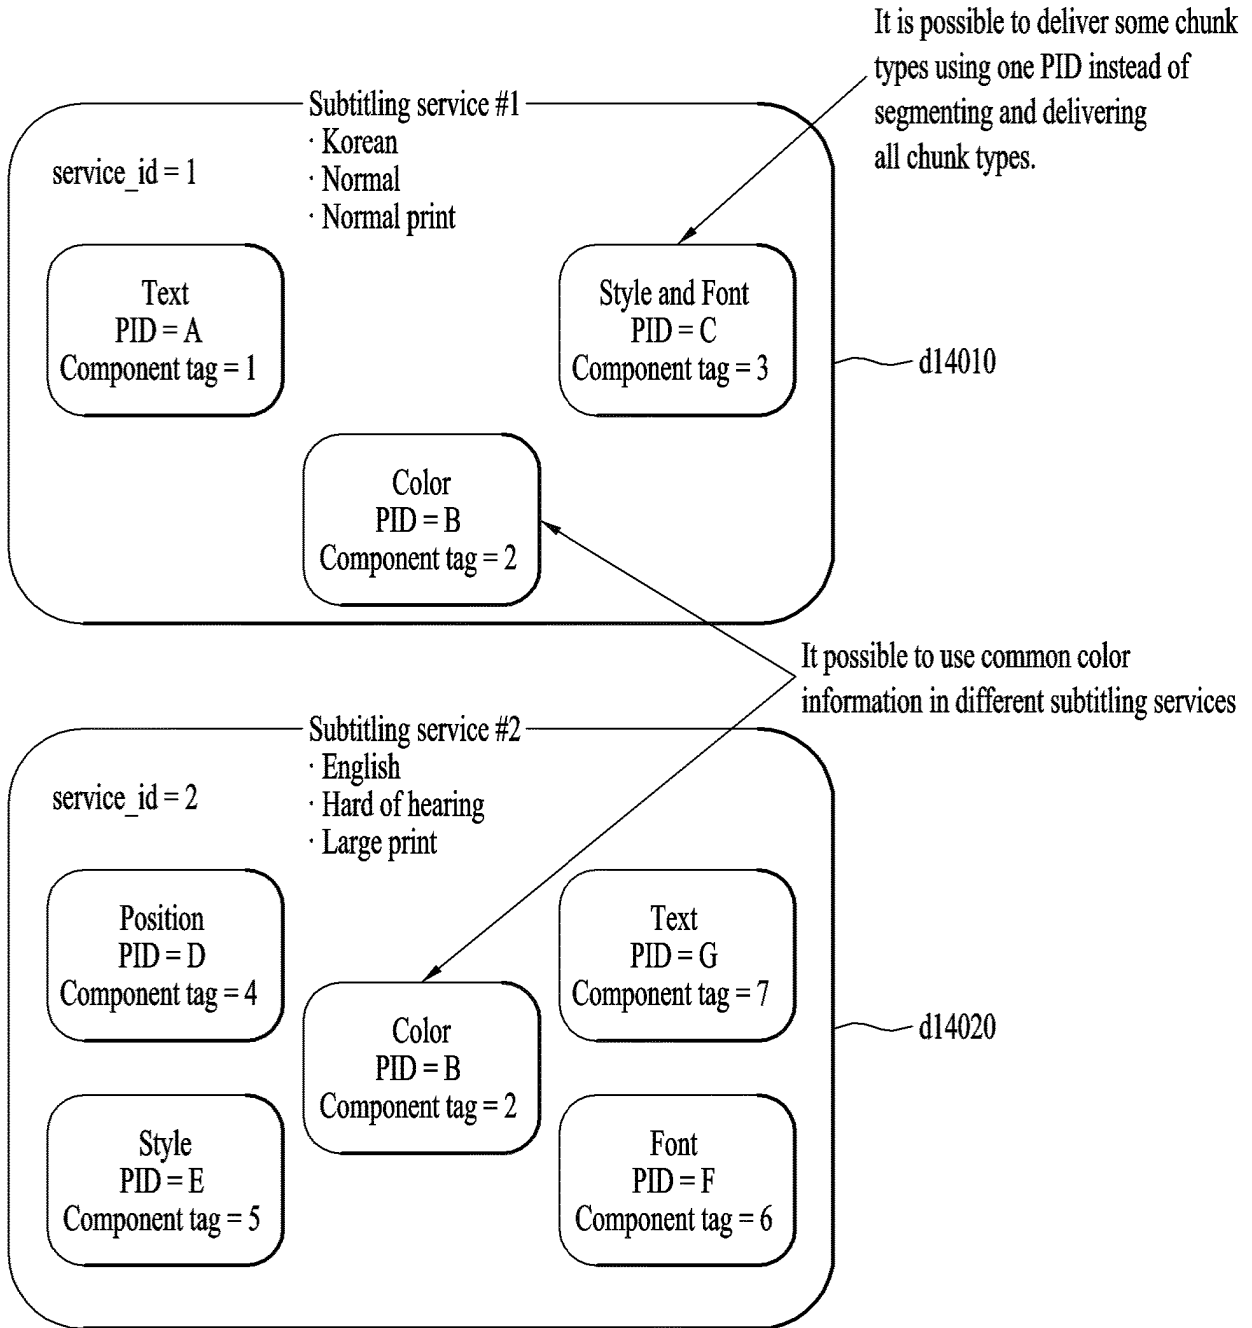 It is possible to deliver some chunk
types using one PID instead of
segmenting and delivering
all chunk types.
Subtitling service #1
· Korean
· Normal
· Normal print
service_id = 1
Text
PID = A
Component tag = 1
Style and Font
PID = C
Component tag = 3
d14010
Color
PID = B
Component tag = 2
It possible to use common color
information in different subtitling services
Subtitling service #2
· English
· Hard of hearing
· Large print
service_id = 2
Position
PID = D
Component tag = 4
Color
PID = B
Component tag = 2
Text
PID = G
Component tag = 7
d14020
Style
PID = E
Component tag = 5
Font
PID = F
Component tag = 6